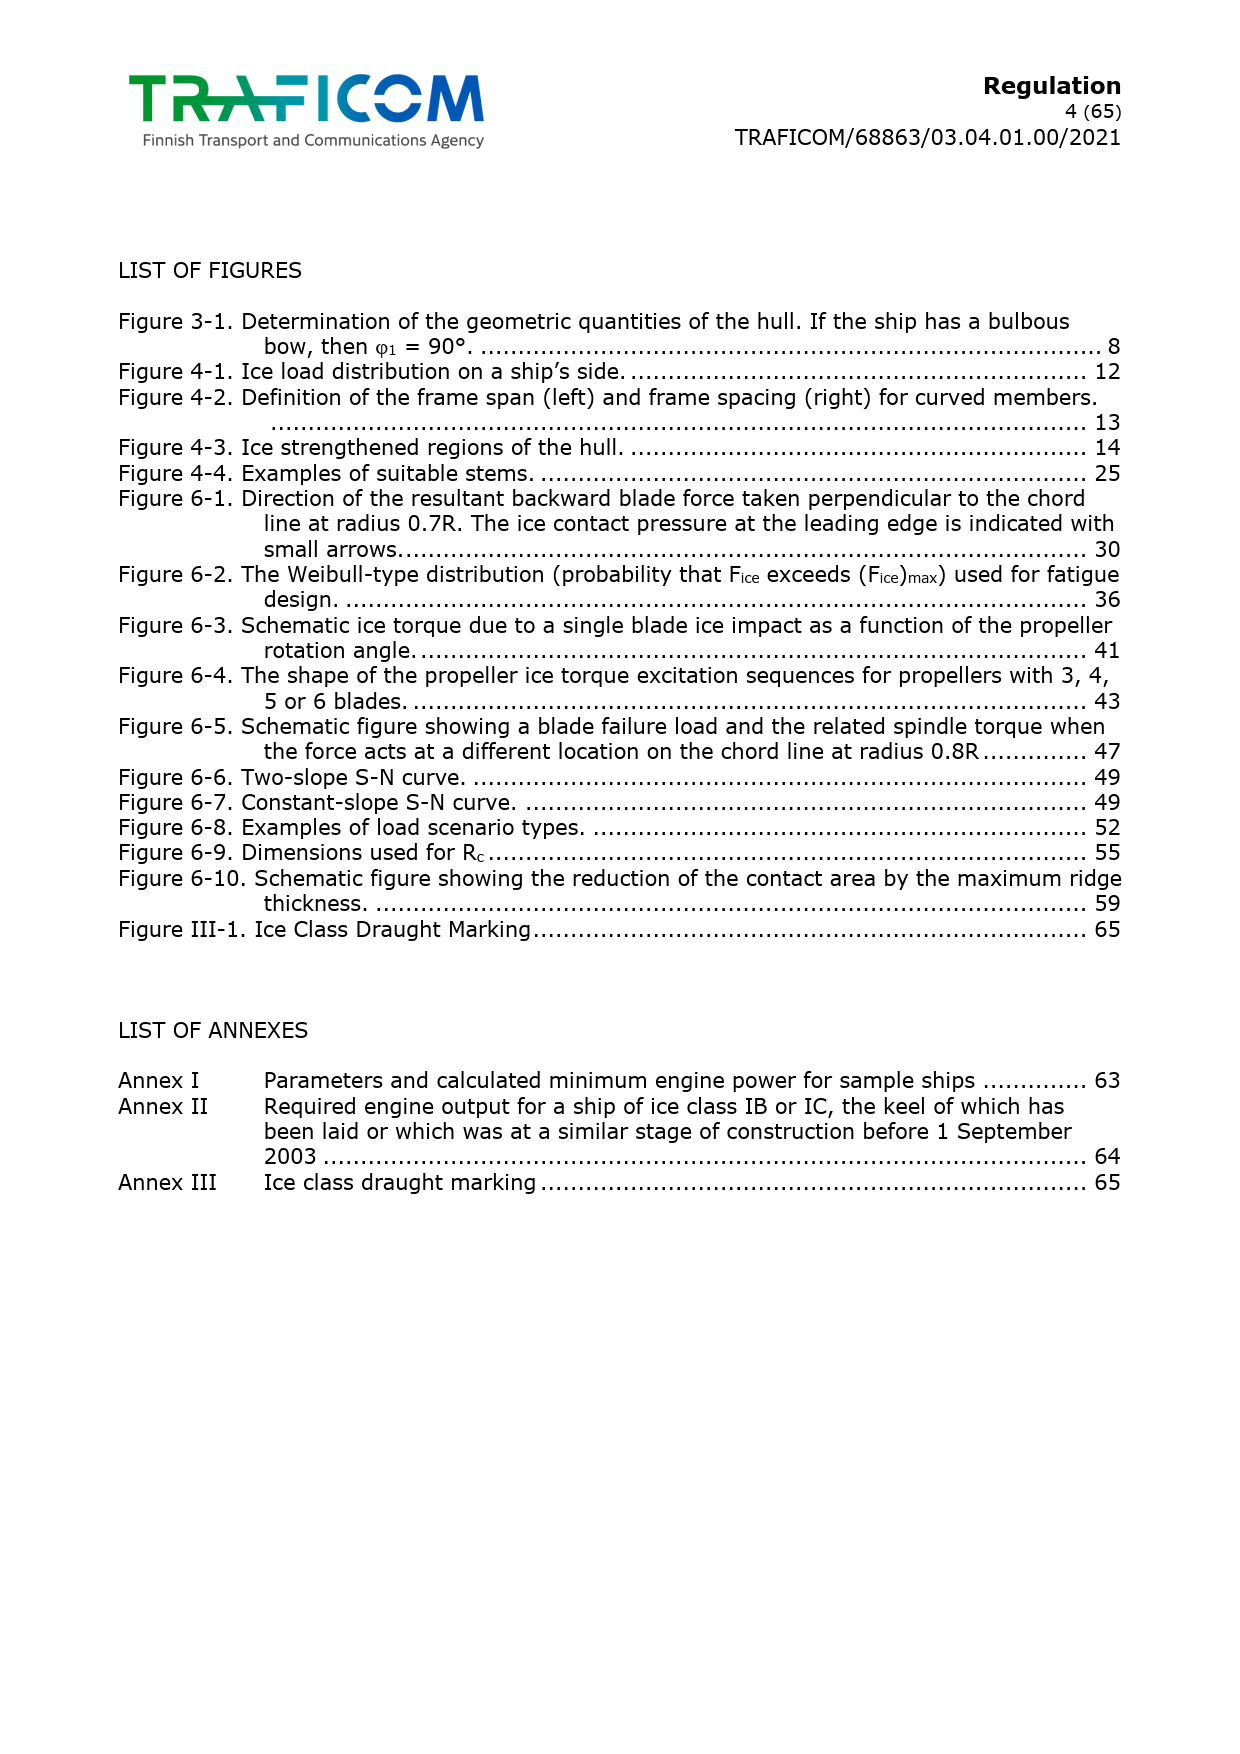 TRAFICOM
Finnish Transport and Communications Agency
Regulation
4 (65)
TRAFICOM/68863/03.04.01.00/2021
LIST OF FIGURES
Figure 3-1. Determination of the geometric quantities of the hull. If the ship has a bulbous
bow, then φ1 = 90°. .................................................................................. 8
Figure 4-1. Ice load distribution on a ship’s side. ............................................................. 12
Figure 4-2. Definition of the frame span (left) and frame spacing (right) for curved members.
............................................................................................................. 13
Figure 4-3. Ice strengthened regions of the hull. ............................................................. 14
Figure 4-4. Examples of suitable stems. ......................................................................... 25
Figure 6-1. Direction of the resultant backward blade force taken perpendicular to the chord
line at radius 0.7R. The ice contact pressure at the leading edge is indicated with
small arrows. ........................................................................................... 30
Figure 6-2. The Weibull-type distribution (probability that Fice exceeds (Fice)max) used for fatigue
design. ................................................................................................... 36
Figure 6-3. Schematic ice torque due to a single blade ice impact as a function of the propeller
rotation angle. ......................................................................................... 41
Figure 6-4. The shape of the propeller ice torque excitation sequences for propellers with 3, 4,
5 or 6 blades. .......................................................................................... 43
Figure 6-5. Schematic figure showing a blade failure load and the related spindle torque when
the force acts at a different location on the chord line at radius 0.8R .............. 47
Figure 6-6. Two-slope S-N curve. .................................................................................. 49
Figure 6-7. Constant-slope S-N curve. ........................................................................... 49
Figure 6-8. Examples of load scenario types. .................................................................. 52
Figure 6-9. Dimensions used for Rc ................................................................................ 55
Figure 6-10. Schematic figure showing the reduction of the contact area by the maximum ridge
thickness. ............................................................................................... 59
Figure III-1. Ice Class Draught Marking .......................................................................... 65
LIST OF ANNEXES
Annex I Parameters and calculated minimum engine power for sample ships .............. 63
Annex II Required engine output for a ship of ice class IB or IC, the keel of which has
been laid or which was at a similar stage of construction before 1 September
2003 ...................................................................................................... 64
Annex III Ice class draught marking ......................................................................... 65